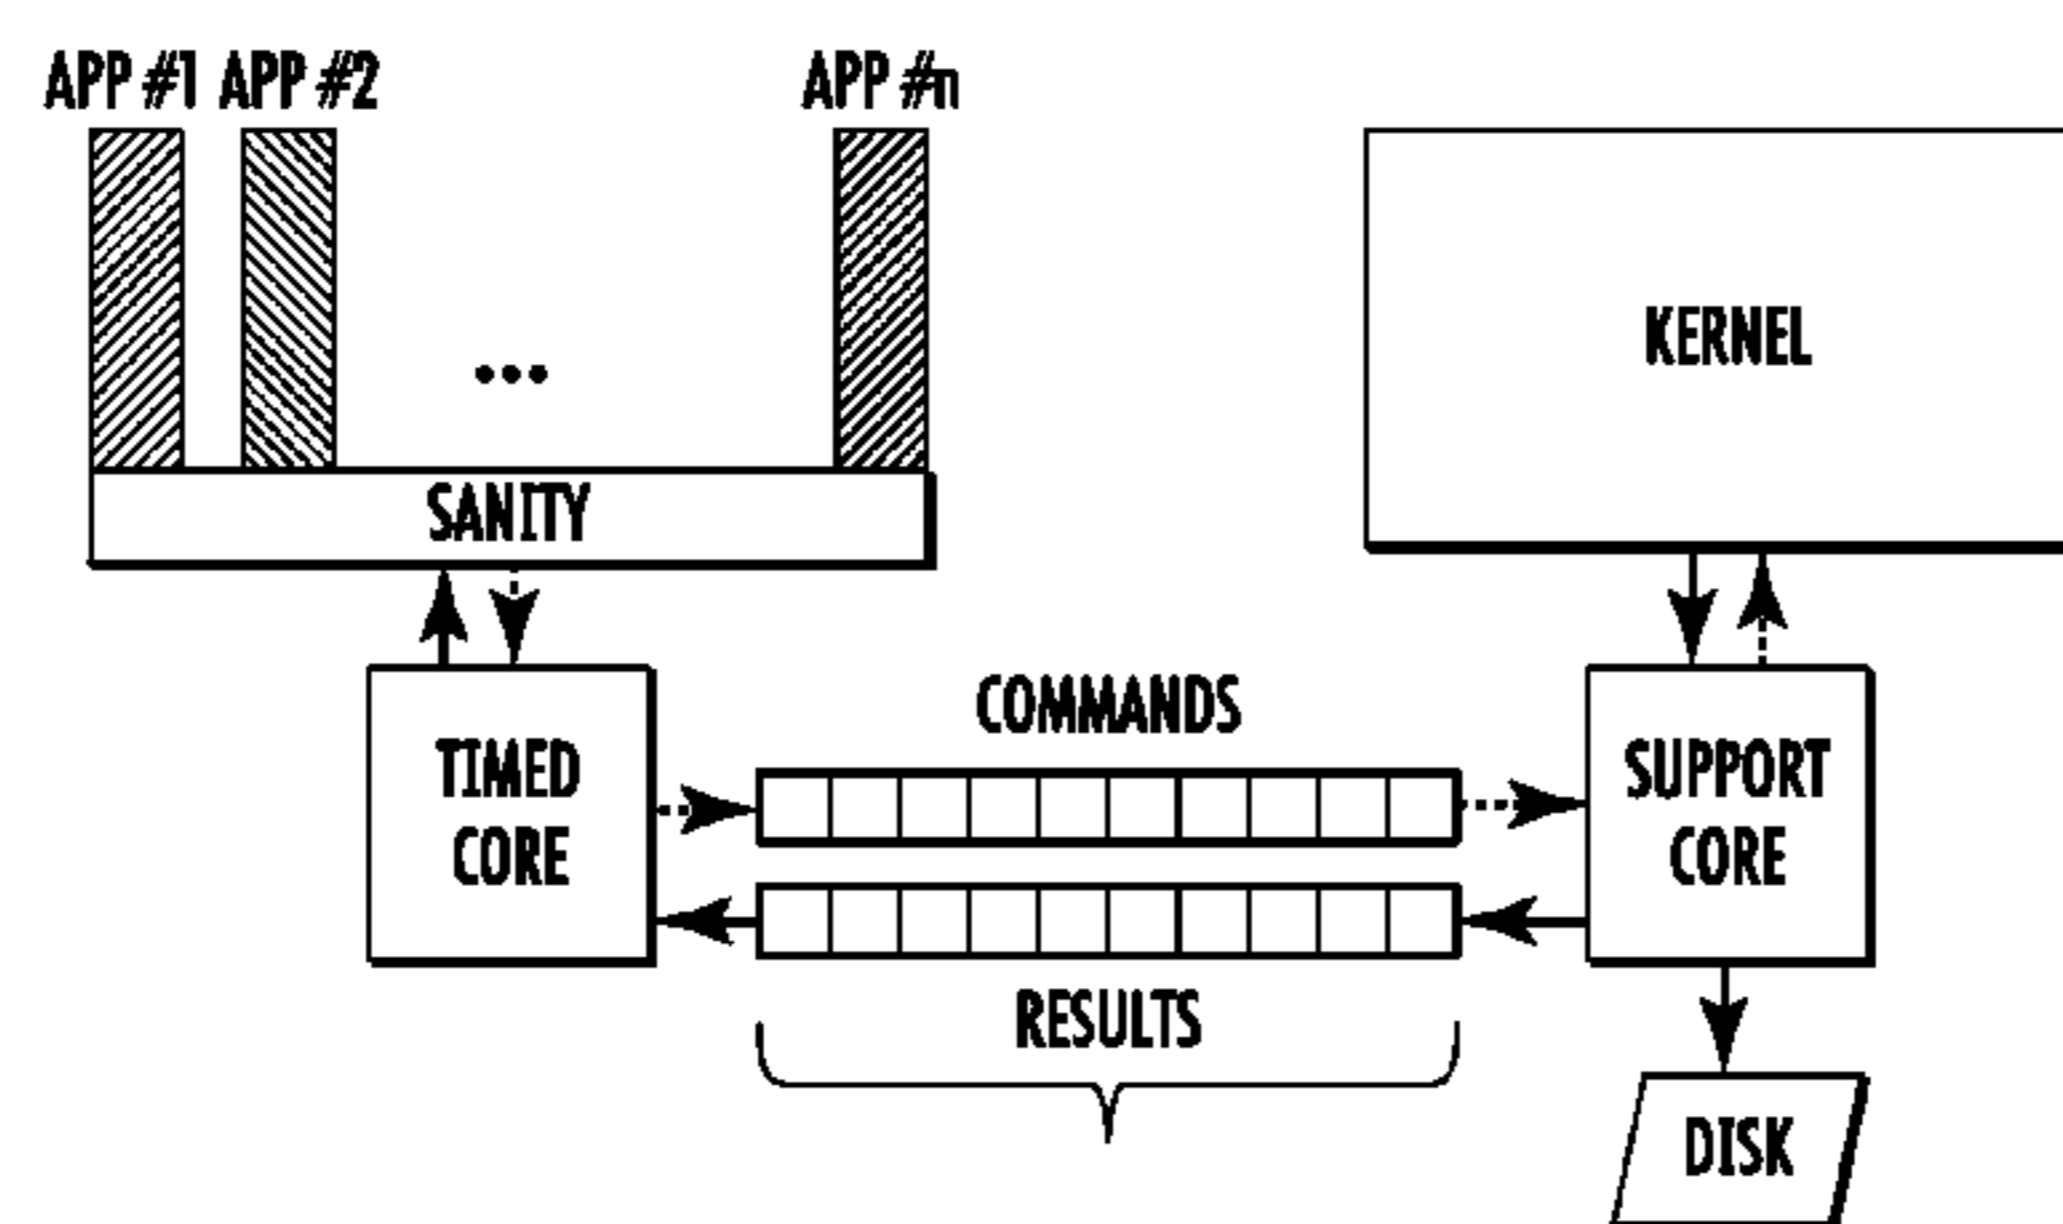 APP #1 APP #2 APP #n
KERNEL
SANITY
COMMANDS
TIMED
CORE
SUPPORT
CORE
RESULTS
DISK